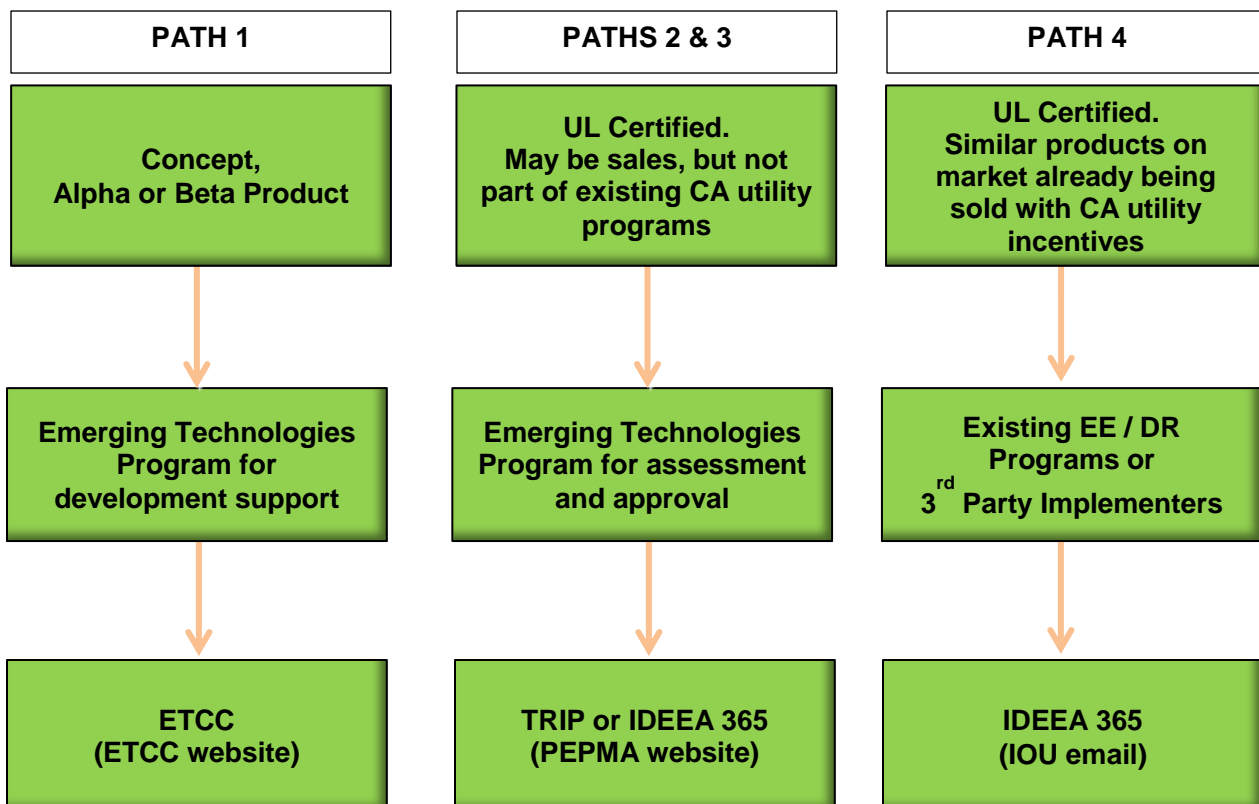 PATH 1
Concept,
Alpha or Beta Product
Emerging Technologies
Program for
development support
ETCC
(ETCC website)
PATHS 2 & 3
UL Certified.
May be sales, but not
part of existing CA utility
programs
Emerging Technologies
Program for assessment
and approval
TRIP or IDEEA 365
(PEPMA website)
PATH 4
UL Certified.
Similar products on
market already being
sold with CA utility
incentives
Existing EE / DR
Programs or
3rd Party Implementers
IDEEA 365
(IOU email)